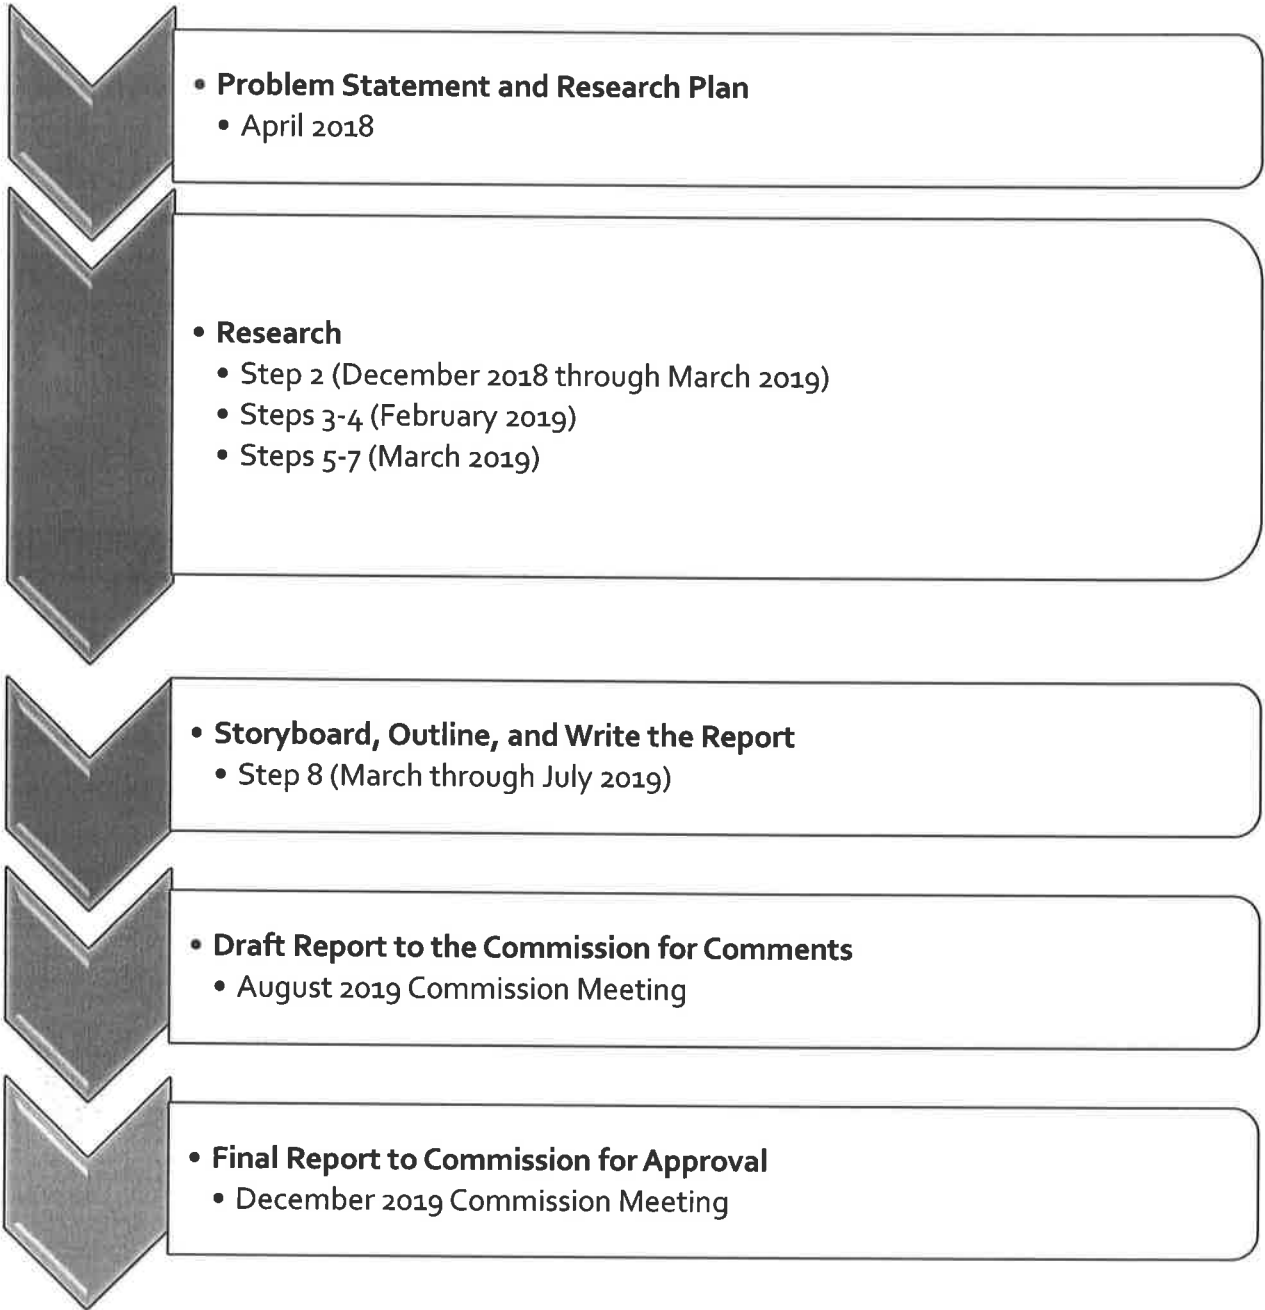 • Problem Statement and Research Plan
• April 2018
• Research
• Step 2 (December 2018 through March 2019)
• Steps 3-4 (February 2019)
• Steps 5-7 (March 2019)
• Storyboard, Outline, and Write the Report
• Step 8 (March through July 2019)
• Draft Report to the Commission for Comments
• August 2019 Commission Meeting
• Final Report to Commission for Approval
• December 2019 Commission Meeting